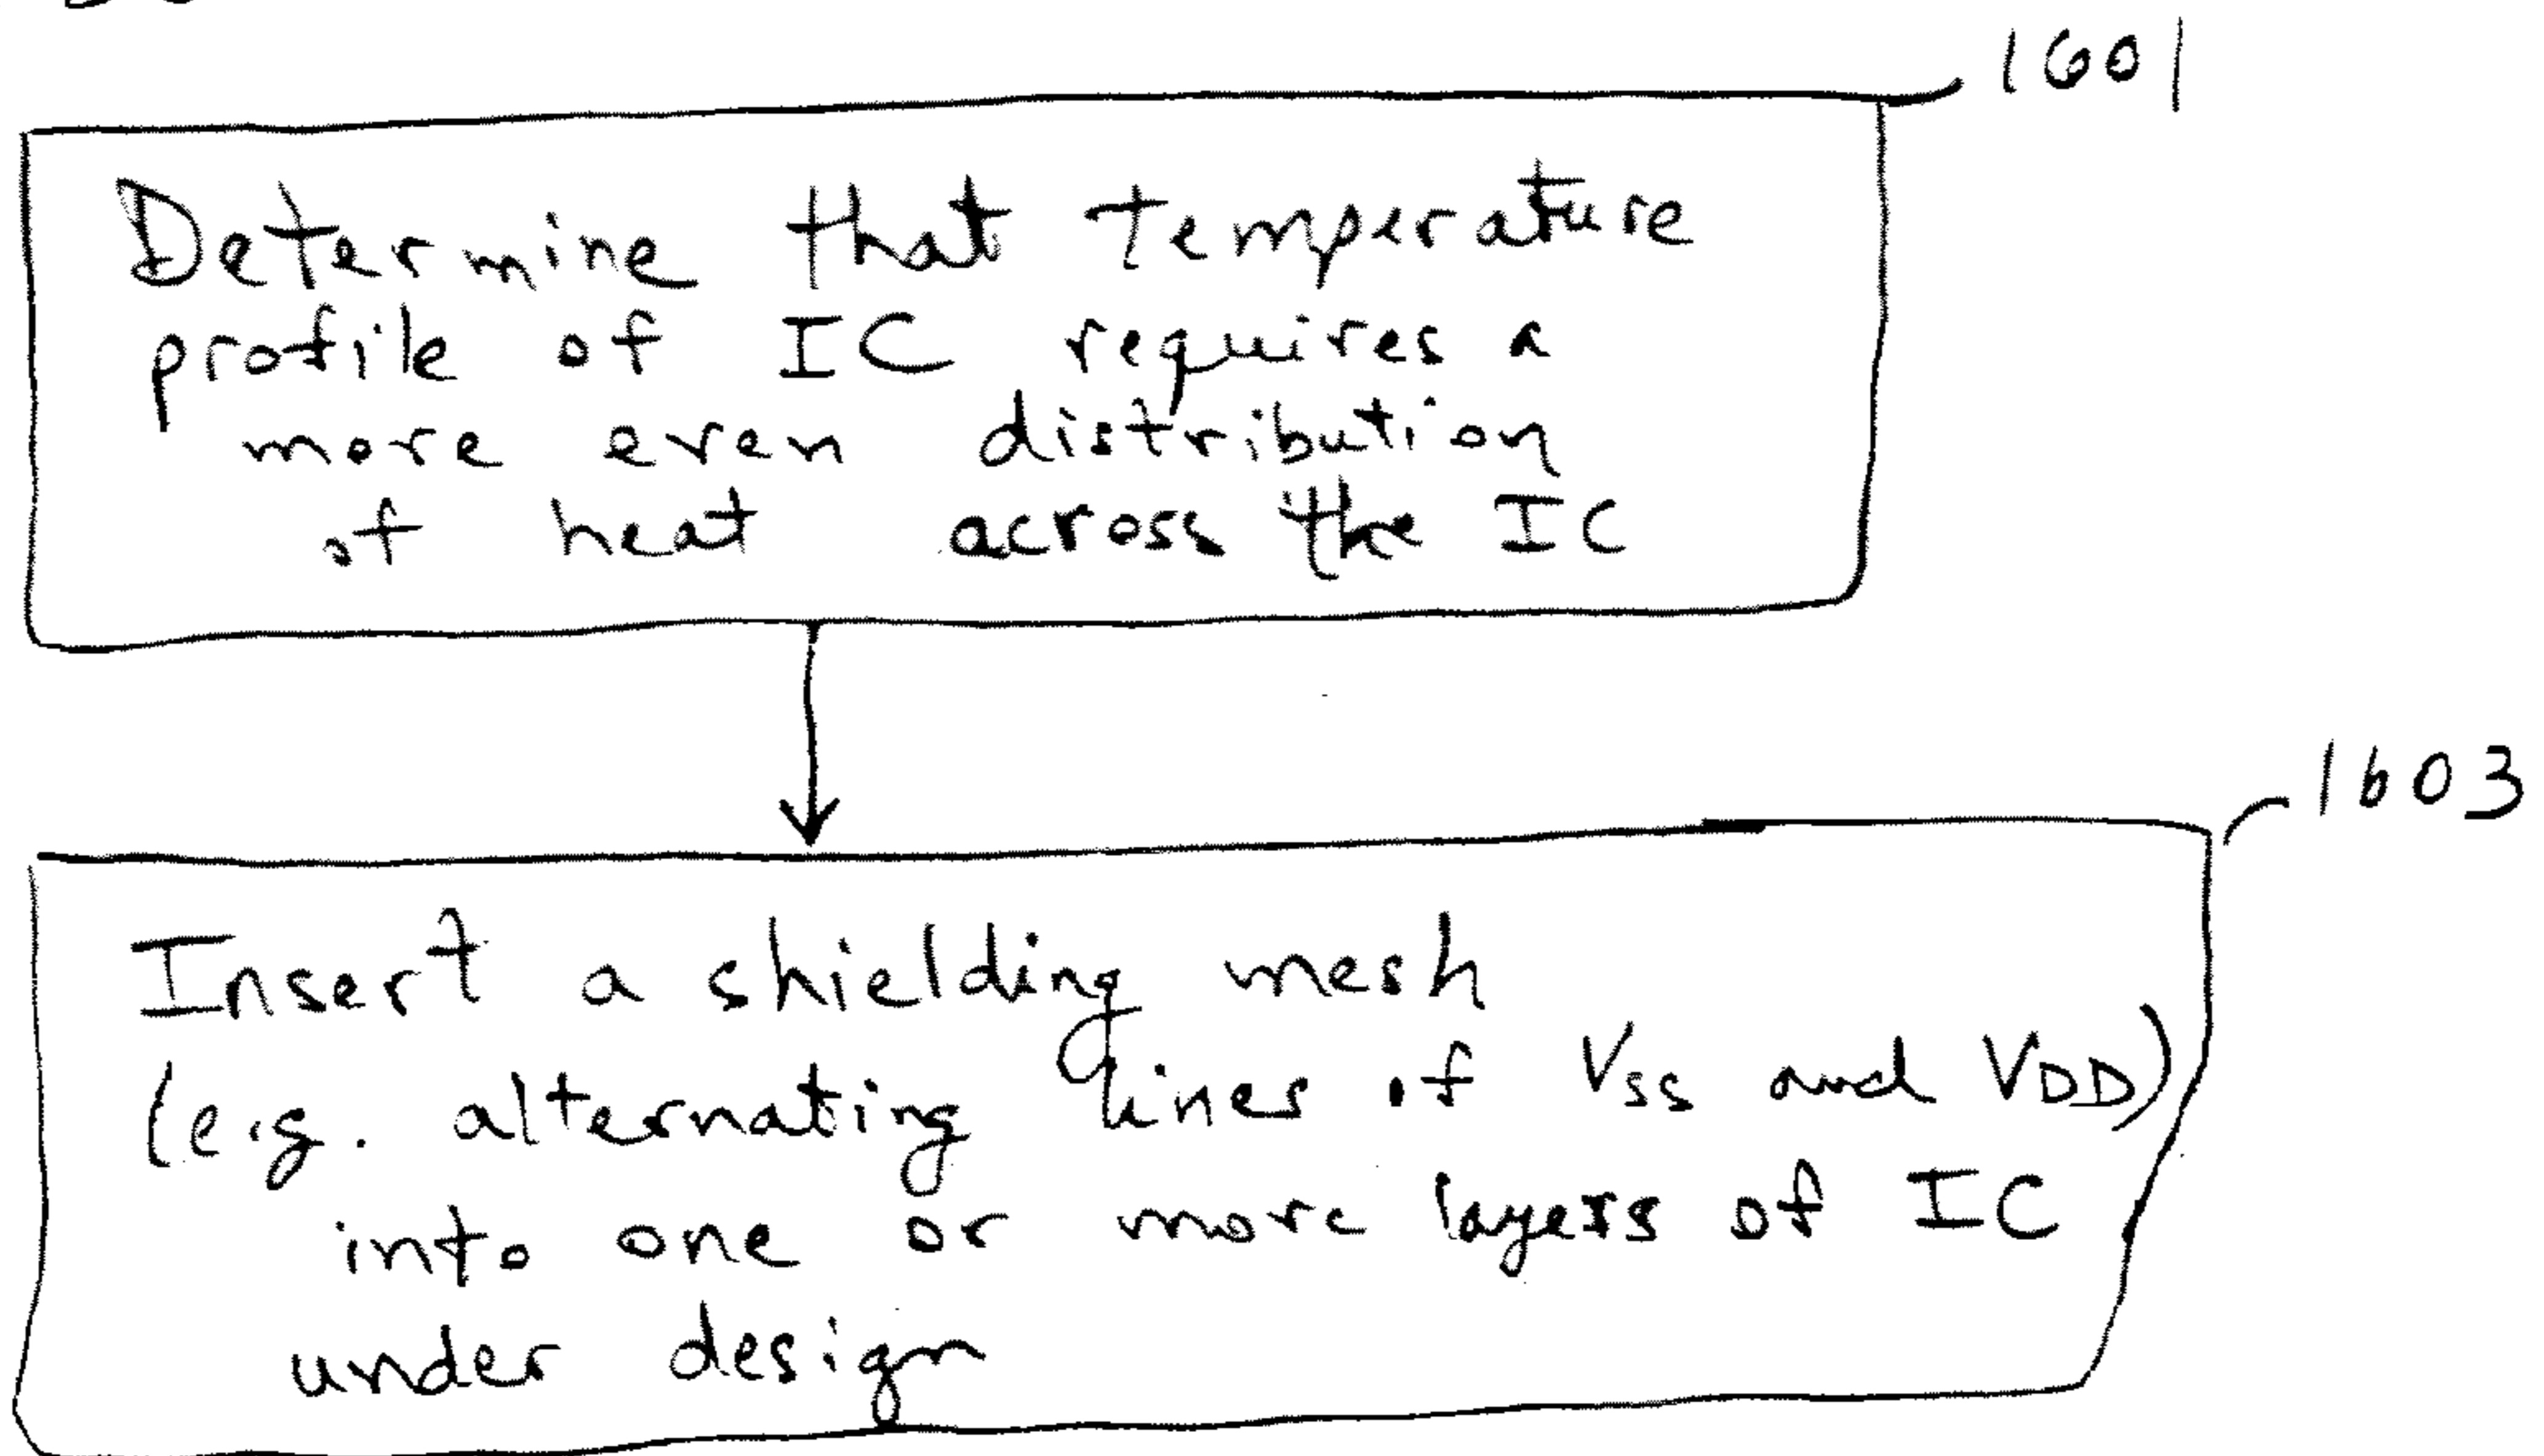 1601
Determine that temperature
profile of IC requires a
more even distribution
of heat across the IC
1603
Insert a shielding mesh
(e.g. alternating lines of VSS and VDD)
into one or more layers of IC
under design